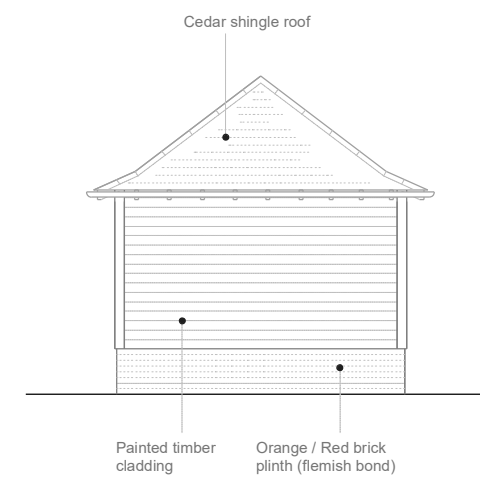 Cedar shingle roof
Painted timber
cladding
Orange / Red brick
plinth (flemish bond)